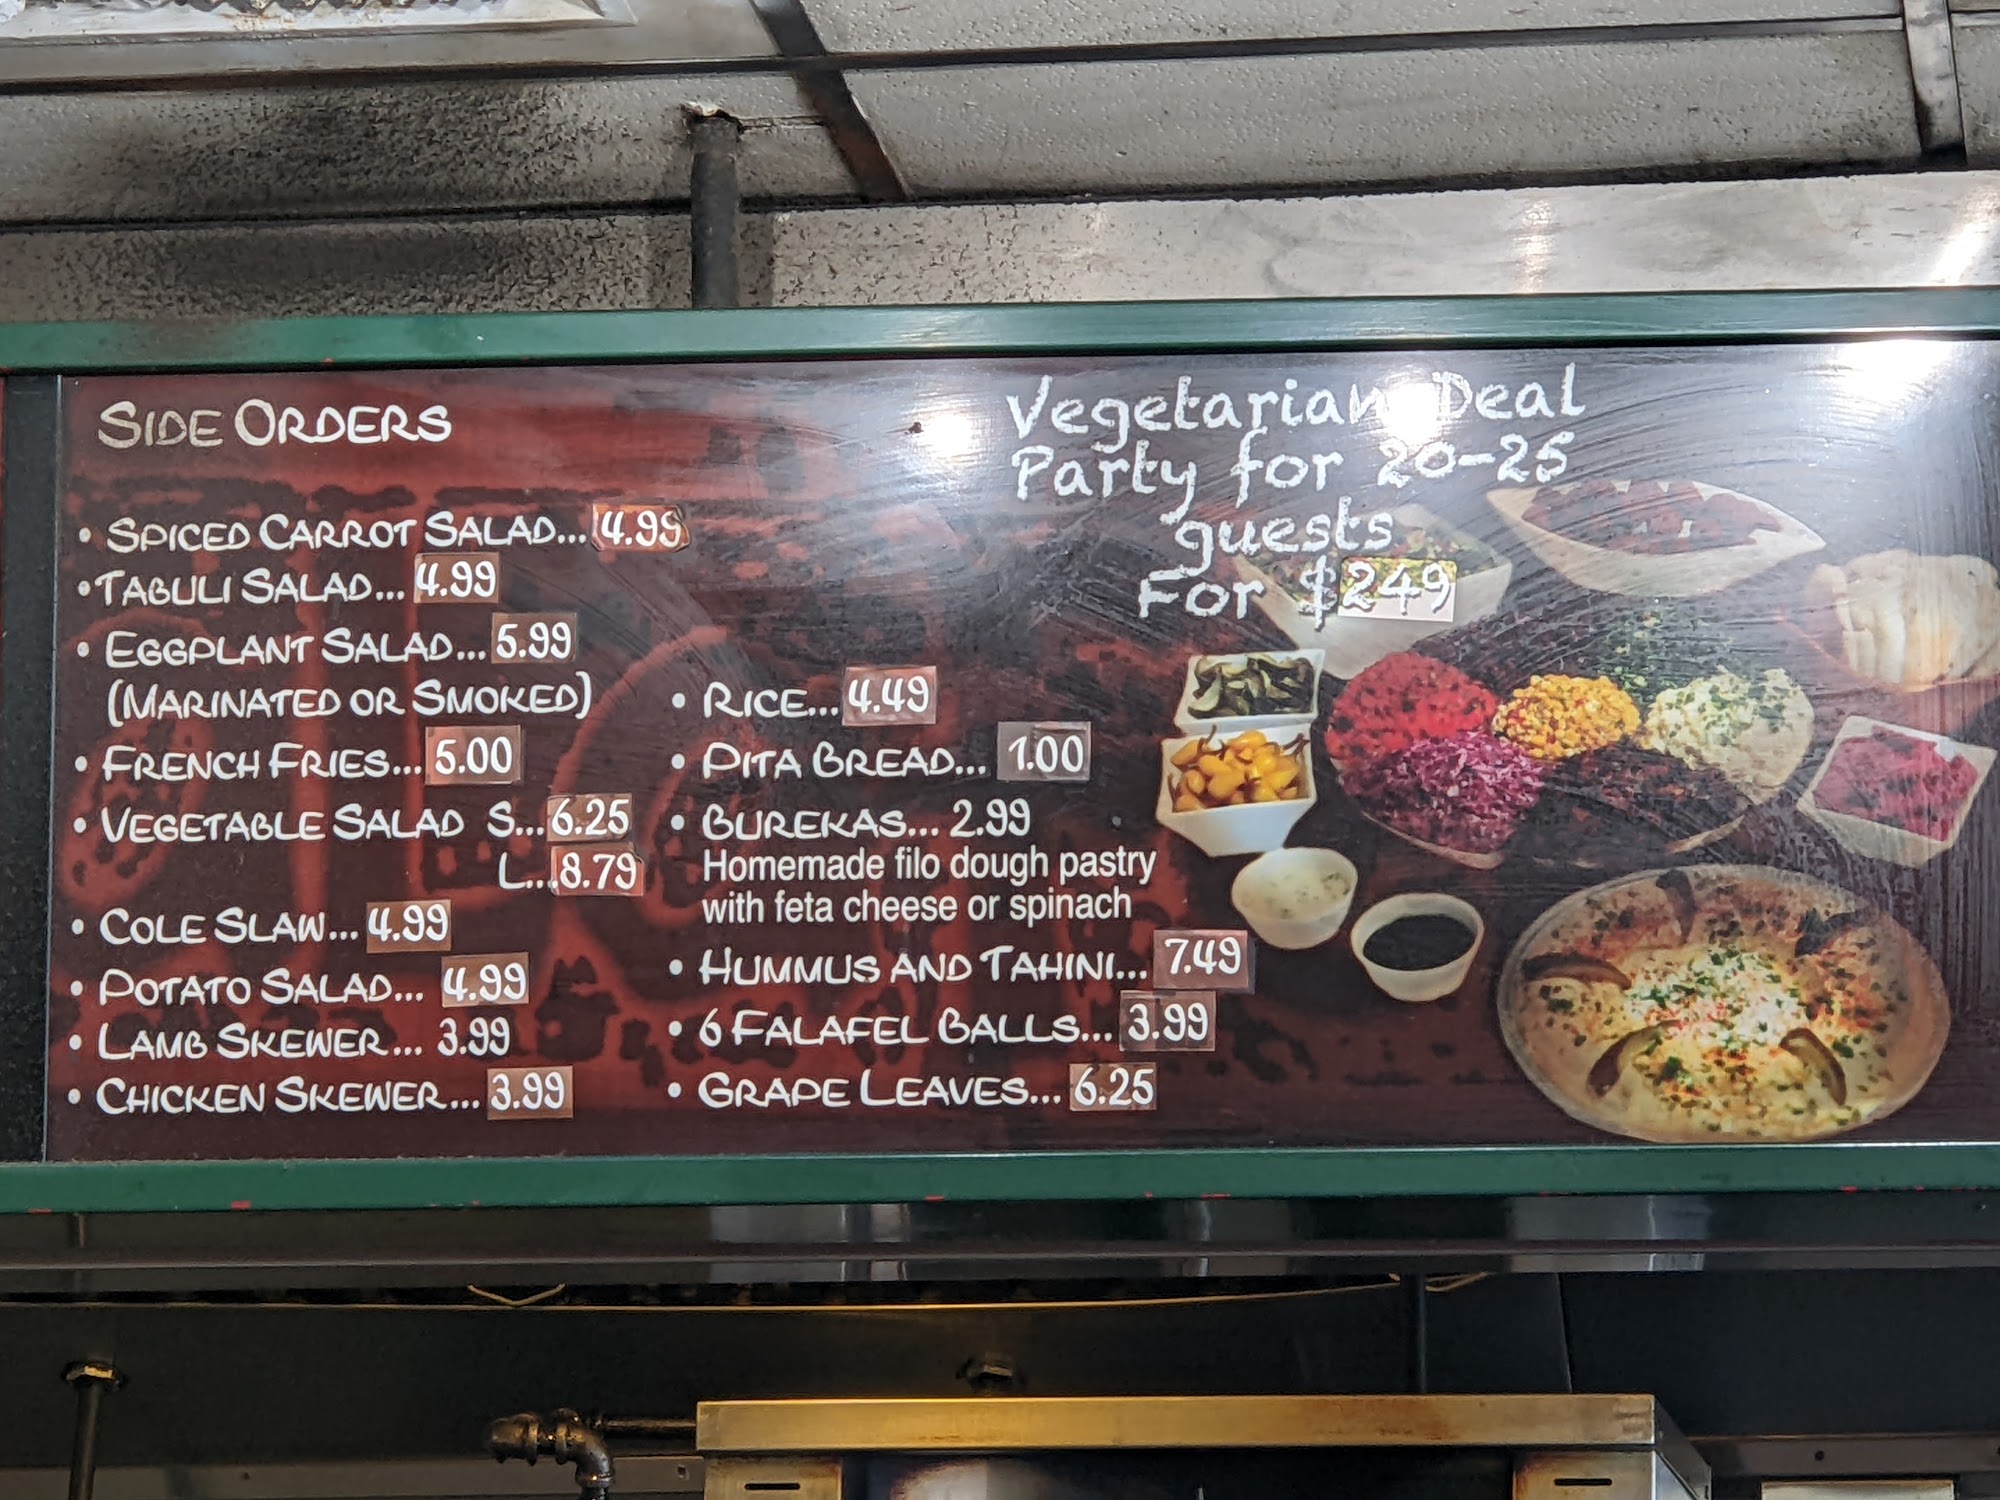 SIDE ORDERS
• SPICED CARROT SALAD... 4.99
• TABULI SALAD... 4.99
• EGGPLANT SALAD... 5.99
(MARINATED OR SMOKED)
• FRENCH FRIES... 5.00
• VEGETABLE SALAD S... 6.25
L... 8.79
• COLE SLAW... 4.99
• POTATO SALAD... 4.99
• LAMB SKEWER... 3.99
• CHICKEN SKEWER... 3.99
• RICE... 4.49
• PITA BREAD... 1.00
• BUREKAS... 2.99
Homemade filo dough pastry
with feta cheese or spinach
• HUMMUS AND TAHINI... 7.49
• 6 FALAFEL BALLS... 3.99
• GRAPE LEAVES... 6.25
Vegetarian Deal
Party for 20-25
guests
For $249